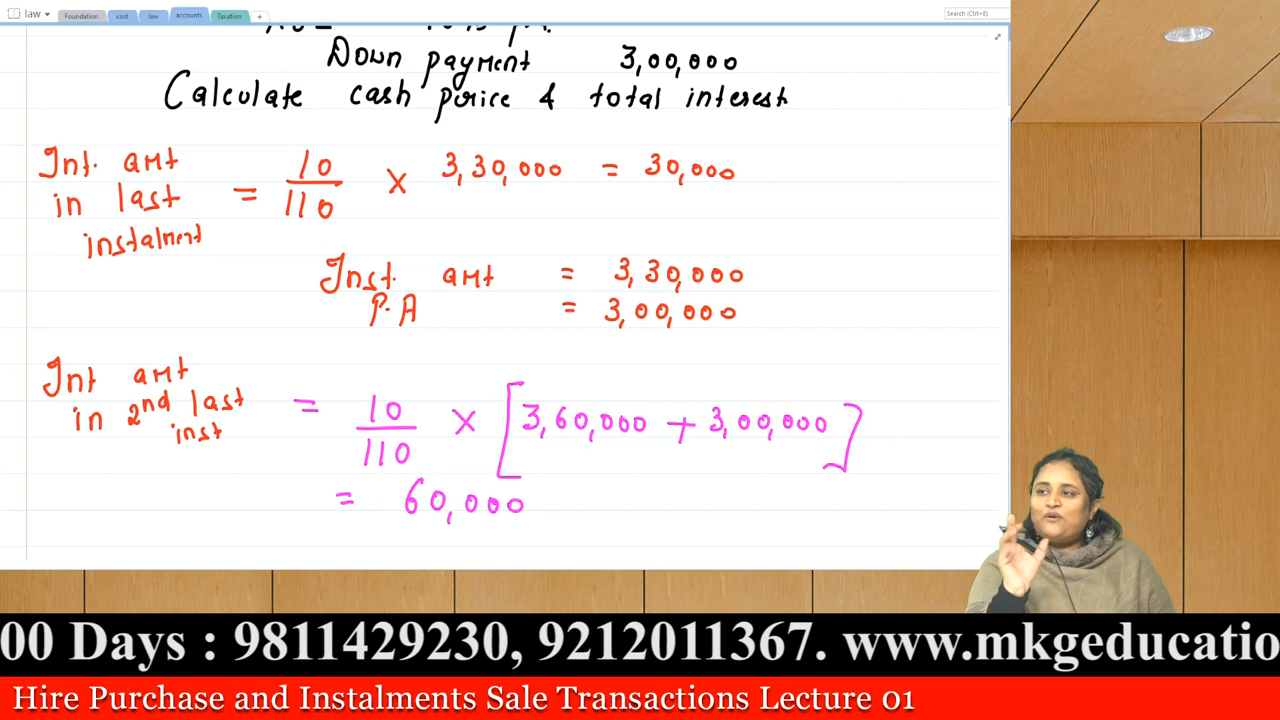 law
Foundation cost law accounts Taxation +
Search (Ctrl+E)
Down payment 3,00,000
Calculate cash price & total interest
Int. amt in last instalment = 10/110 × 3,30,000 = 30,000
Inst. amt = 3,30,000
P.A = 3,00,000
Int amt in 2nd last inst = 10/110 × [3,60,000 + 3,00,000]
= 60,000
00 Days : 9811429230, 9212011367. www.mkgeducatio
Hire Purchase and Instalments Sale Transactions Lecture 01